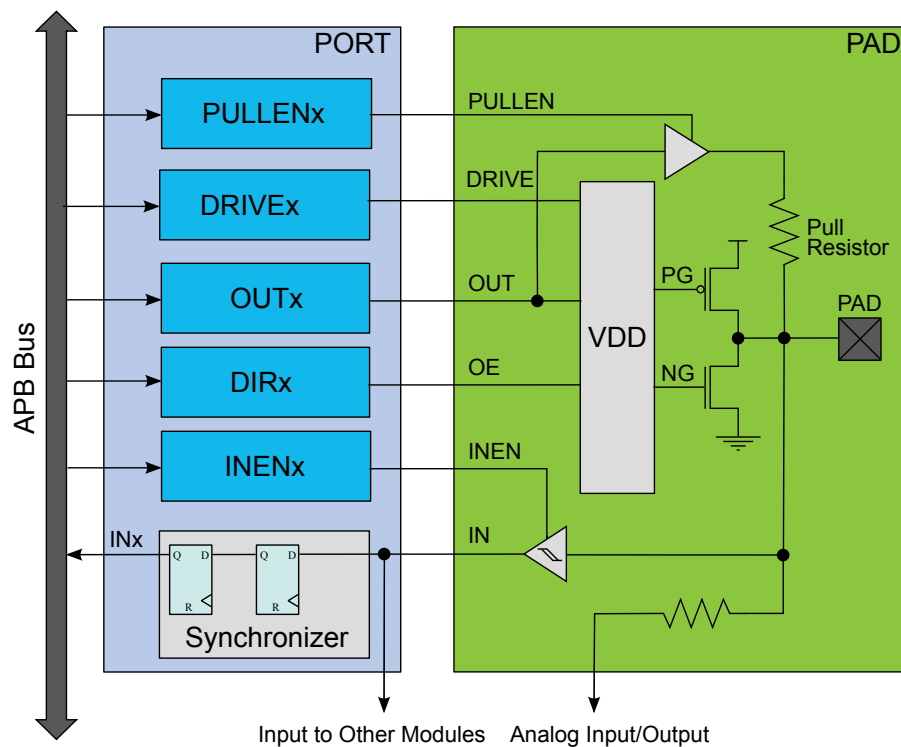 PORT
PAD
PULLENx
PULLEN
DRIVEx
DRIVE
Pull
Resistor
OUTx
OUT
PG
PAD
VDD
DIRx
OE
NG
APB Bus
INENx
INEN
INx
IN
Q D
Q D
R
R
Synchronizer
Input to Other Modules
Analog Input/Output